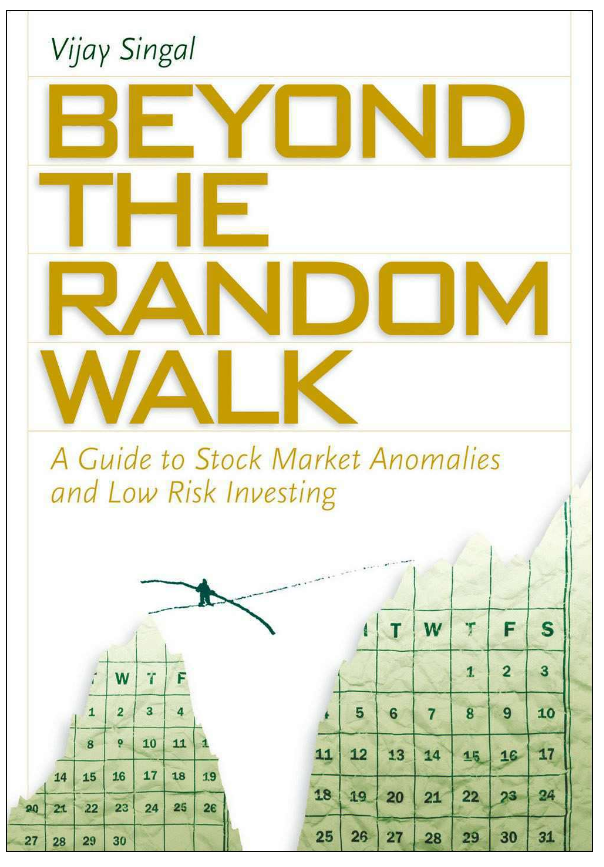 Vijay Singal
BEYOND
THE
RANDOM
WALK
A Guide to Stock Market Anomalies
and Low Risk Investing
T W T F
1 2 3 4
8 9 10 11
14 15 16 17 18 19
20 21 22 23 24 25 26
27 28 29 30
T W T F S
1 2 3
5 6 7 8 9 10
11 12 13 14 15 16 17
18 19 20 21 22 23 24
25 26 27 28 29 30 31